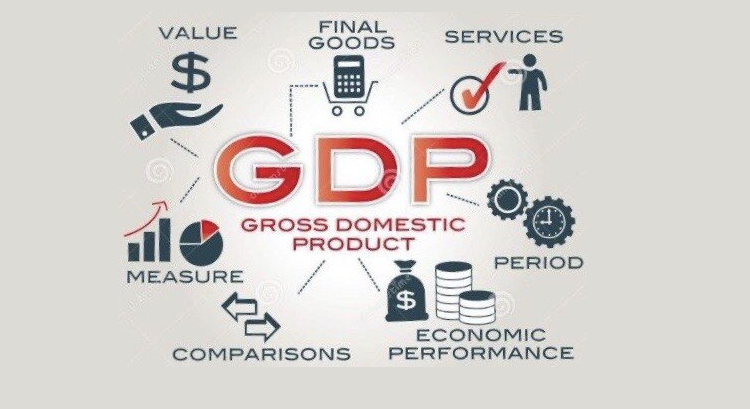 VALUE
FINAL
GOODS
SERVICES
$
GDP
GROSS DOMESTIC
PRODUCT
MEASURE
PERIOD
$
COMPARISONS
ECONOMIC
PERFORMANCE